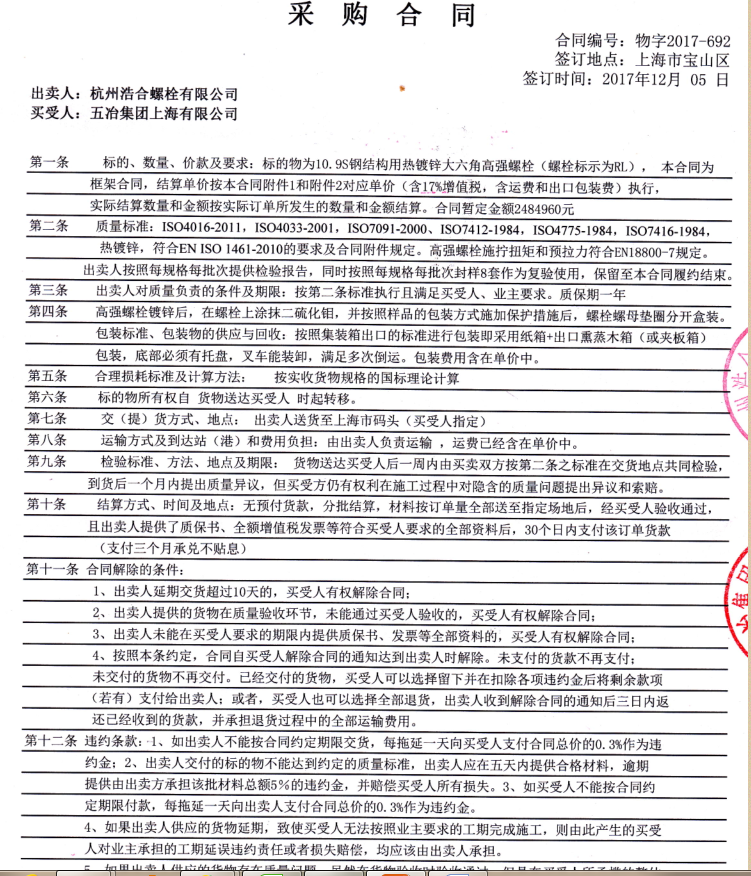 采购合同
合同编号：物字2017-692
签订地点：上海市宝山区
签订时间：2017年12月 05 日
出卖人：杭州浩合螺栓有限公司
买受人：五冶集团上海有限公司
第一条 标的、数量、价款及要求：标的物为10.9S钢结构用热镀锌大六角高强螺栓（螺栓标示为RL）， 本合同为
框架合同，结算单价按本合同附件1和附件2对应单价（含17%增值税，含运费和出口包装费）执行，
实际结算数量和金额按实际订单所发生的数量和金额结算。合同暂定金额2484960元
第二条 质量标准：ISO4016-2011，ISO4033-2001，ISO7091-2000、ISO7412-1984，ISO4775-1984，ISO7416-1984，
热镀锌，符合EN ISO 1461-2010的要求及合同附件规定。高强螺栓施拧扭矩和预拉力符合EN18800-7规定。
出卖人按照每规格每批次提供检验报告，同时按照每规格每批次封样8套作为复验使用，保留至本合同履约结束。
第三条 出卖人对质量负责的条件及期限：按第二条标准执行且满足买受人、业主要求。质保期一年
第四条 高强螺栓镀锌后，在螺栓上涂抹二硫化钼，并按照样品的包装方式施加保护措施后，螺栓螺母垫圈分开盒装。
包装标准、包装物的供应与回收：按照集装箱出口的标准进行包装即采用纸箱+出口熏蒸木箱（或夹板箱）
包装，底部必须有托盘，叉车能装卸，满足多次倒运。包装费用含在单价中。
第五条 合理损耗标准及计算方法： 按实收货物规格的国标理论计算
第六条 标的物所有权自 货物送达买受人 时起转移。
第七条 交（提）货方式、地点： 出卖人送货至上海市码头（买受人指定）
第八条 运输方式及到达站（港）和费用负担：由出卖人负责运输 ，运费已经含在单价中。
第九条 检验标准、方法、地点及期限： 货物送达买受人后一周内由买卖双方按第二条之标准在交货地点共同检验，
到货后一个月内提出质量异议，但买受方仍有权利在施工过程中对隐含的质量问题提出异议和索赔。
第十条 结算方式、时间及地点：无预付货款，分批结算，材料按订单量全部送至指定场地后，经买受人验收通过，
且出卖人提供了质保书、全额增值税发票等符合买受人要求的全部资料后，30个日内支付该订单货款
（支付三个月承兑不贴息）
第十一条 合同解除的条件：
1、出卖人延期交货超过10天的，买受人有权解除合同；
2、出卖人提供的货物在质量验收环节，未能通过买受人验收的，买受人有权解除合同；
3、出卖人未能在买受人要求的期限内提供质保书、发票等全部资料的，买受人有权解除合同；
4、按照本条约定，合同自买受人解除合同的通知达到出卖人时解除。未支付的货款不再支付；
未交付的货物不再交付。已经交付的货物，买受人可以选择留下并在扣除各项违约金后将剩余款项
（若有）支付给出卖人；或者，买受人也可以选择全部退货，出卖人收到解除合同的通知后三日内返
还已经收到的货款，并承担退货过程中的全部运输费用。
第十二条 违约条款：1、如出卖人不能按合同约定期限交货，每拖延一天向买受人支付合同总价的0.3%作为违
约金；2、出卖人交付的标的物不能达到约定的质量标准，出卖人应在五天内提供合格材料，逾期
提供由出卖方承担该批材料总额5%的违约金，并赔偿买受人所有损失。3、如买受人不能按合同约
定期限付款，每拖延一天向出卖人支付合同总价的0.3%作为违约金。
4、如果出卖人供应的货物延期，致使买受人无法按照业主要求的工期完成施工，则由此产生的买受
人对业主承担的工期延误违约责任或者损失赔偿，均应该由出卖人承担。